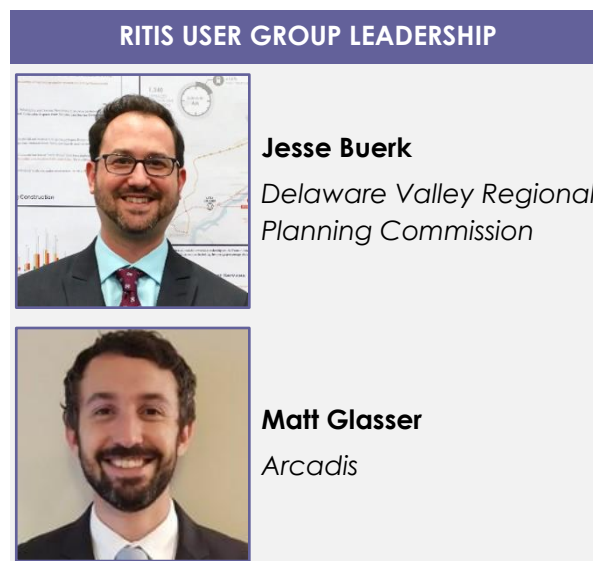 RITIS USER GROUP LEADERSHIP
Jesse Buerk
Delaware Valley Regional
Planning Commission
Matt Glasser
Arcadis